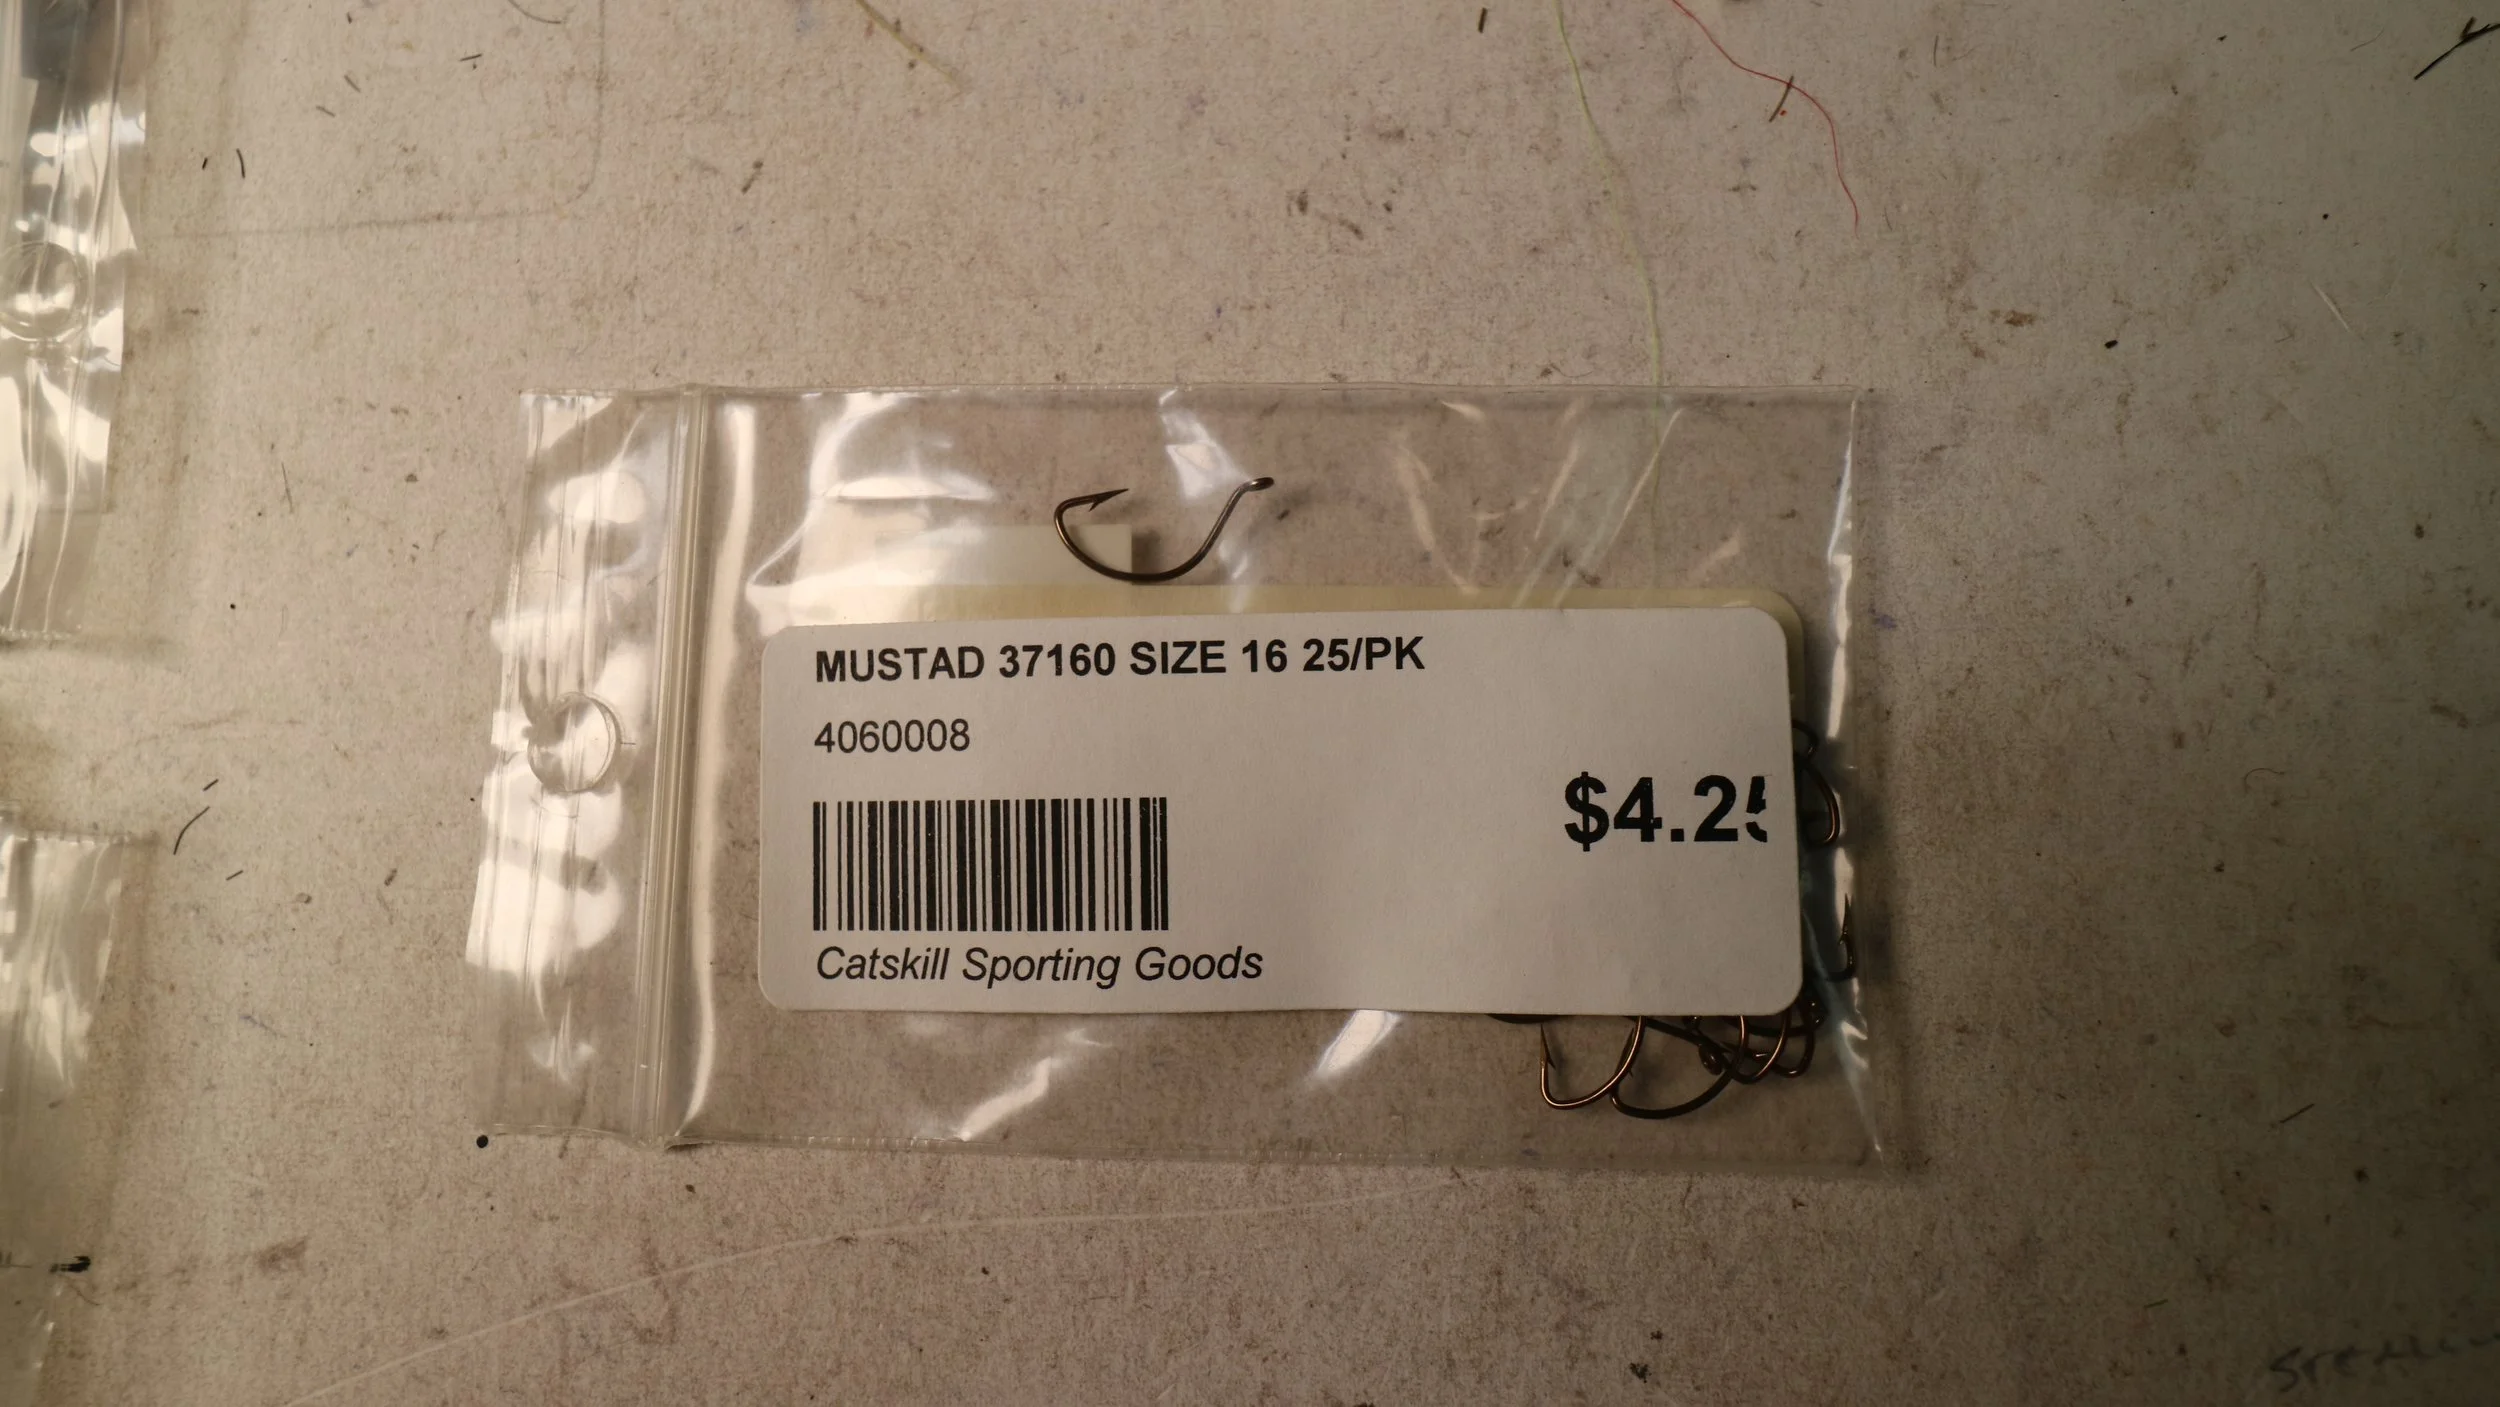 MUSTAD 37160 SIZE 16 25/PK
4060008
$4.25
Catskill Sporting Goods